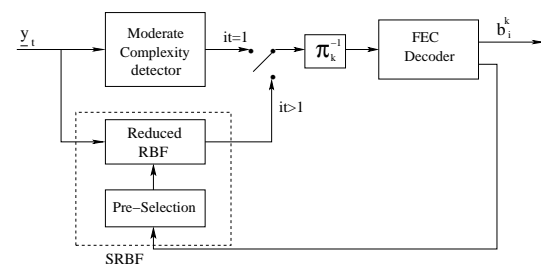 y_t
Moderate
Complexity
detector
it=1
π_k^{-1}
FEC
Decoder
b_i^k
it>1
Reduced
RBF
Pre-Selection
SRBF